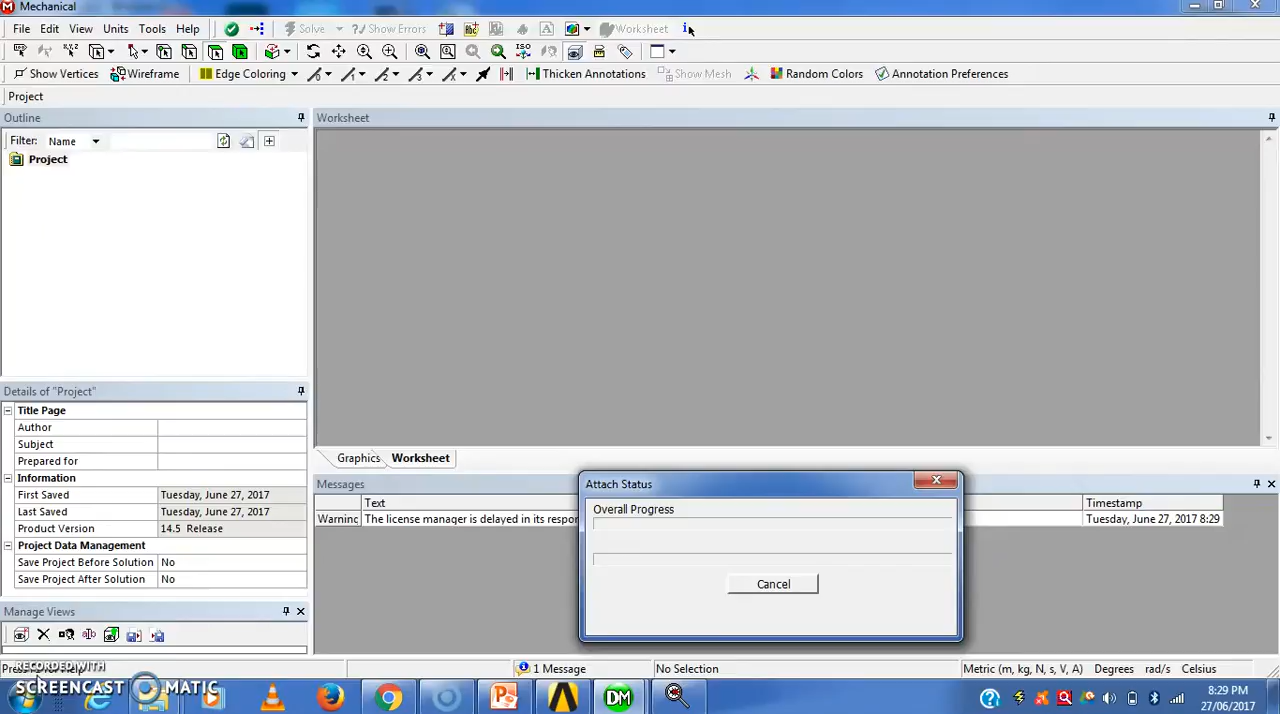 Mechanical
File Edit View Units Tools Help Solve ?/ Show Errors Worksheet
Show Vertices Wireframe Edge Coloring Thicken Annotations Show Mesh Random Colors Annotation Preferences
Project
Outline
Filter: Name
Project
Worksheet
Details of "Project"
Title Page
Author
Subject
Prepared for
Information
First Saved Tuesday, June 27, 2017
Last Saved Tuesday, June 27, 2017
Product Version 14.5 Release
Project Data Management
Save Project Before Solution No
Save Project After Solution No
Manage Views
Graphics Worksheet
Messages
Text Timestamp
Warning The license manager is delayed in its respor Tuesday, June 27, 2017 8:29
Attach Status
Overall Progress
Cancel
1 Message No Selection Metric (m, kg, N, s, V, A) Degrees rad/s Celsius
RECORDED WITH
SCREENCAST MATIC
DM
8:29 PM
27/06/2017